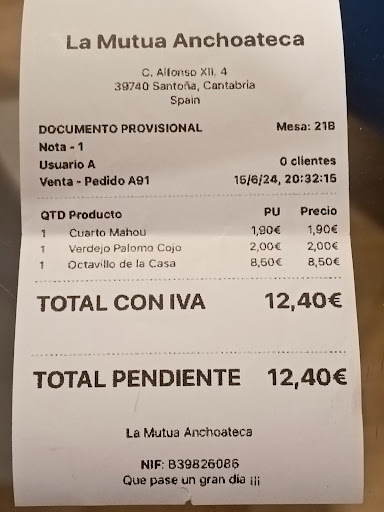 La Mutua Anchoateca
C. Alfonso XII, 4
39740 Santoña, Cantabria
Spain
DOCUMENTO PROVISIONAL Mesa: 21B
Nota - 1
Usuario A 0 clientes
Venta - Pedido A91 15/6/24, 20:32:15
QTD Producto PU Precio
1 Cuarto Mahou 1,90€ 1,90€
1 Verdejo Palomo Cojo 2,00€ 2,00€
1 Octavillo de la Casa 8,50€ 8,50€
TOTAL CON IVA 12,40€
TOTAL PENDIENTE 12,40€
La Mutua Anchoateca
NIF: B39826086
Que pase un gran dia ¡¡¡